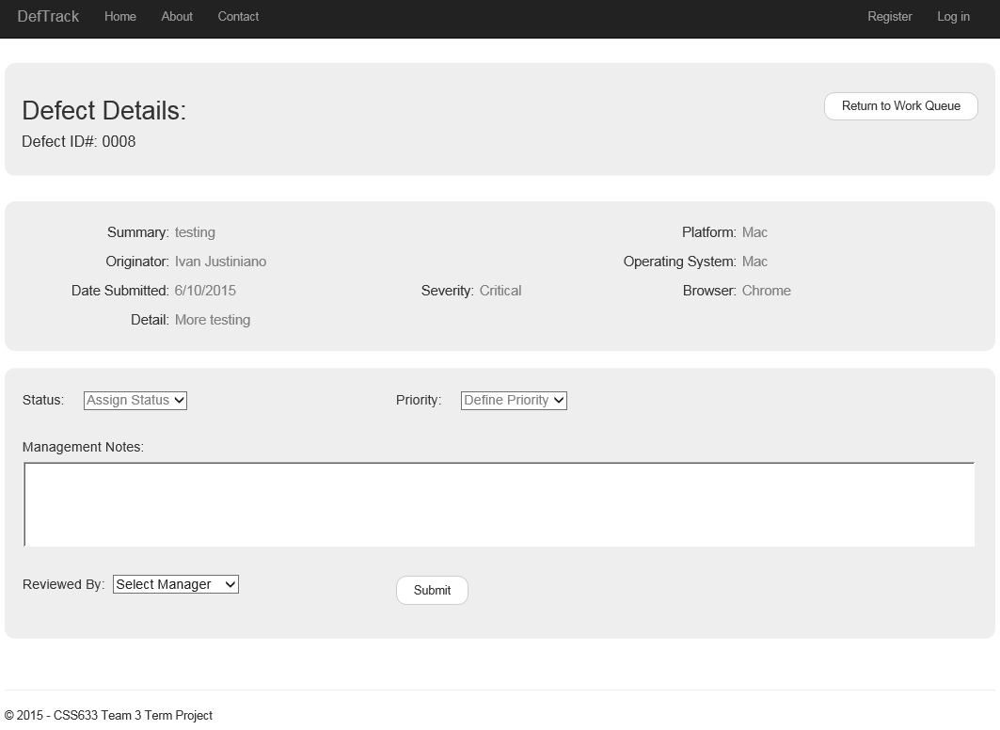 DefTrack Home About Contact Register Log in
Defect Details:
Return to Work Queue
Defect ID#: 0008
Summary: testing Platform: Mac
Originator: Ivan Justiniano Operating System: Mac
Date Submitted: 6/10/2015 Severity: Critical Browser: Chrome
Detail: More testing
Status: Assign Status Priority: Define Priority
Management Notes:
Reviewed By: Select Manager Submit
© 2015 - CSS633 Team 3 Term Project